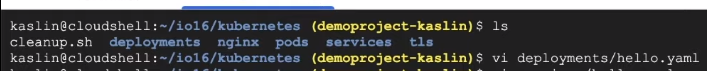 kaslin@cloudshell:~/io16/kubernetes (demoproject-kaslin)$ ls
cleanup.sh deployments nginx pods services tls
kaslin@cloudshell:~/io16/kubernetes (demoproject-kaslin)$ vi deployments/hello.yaml